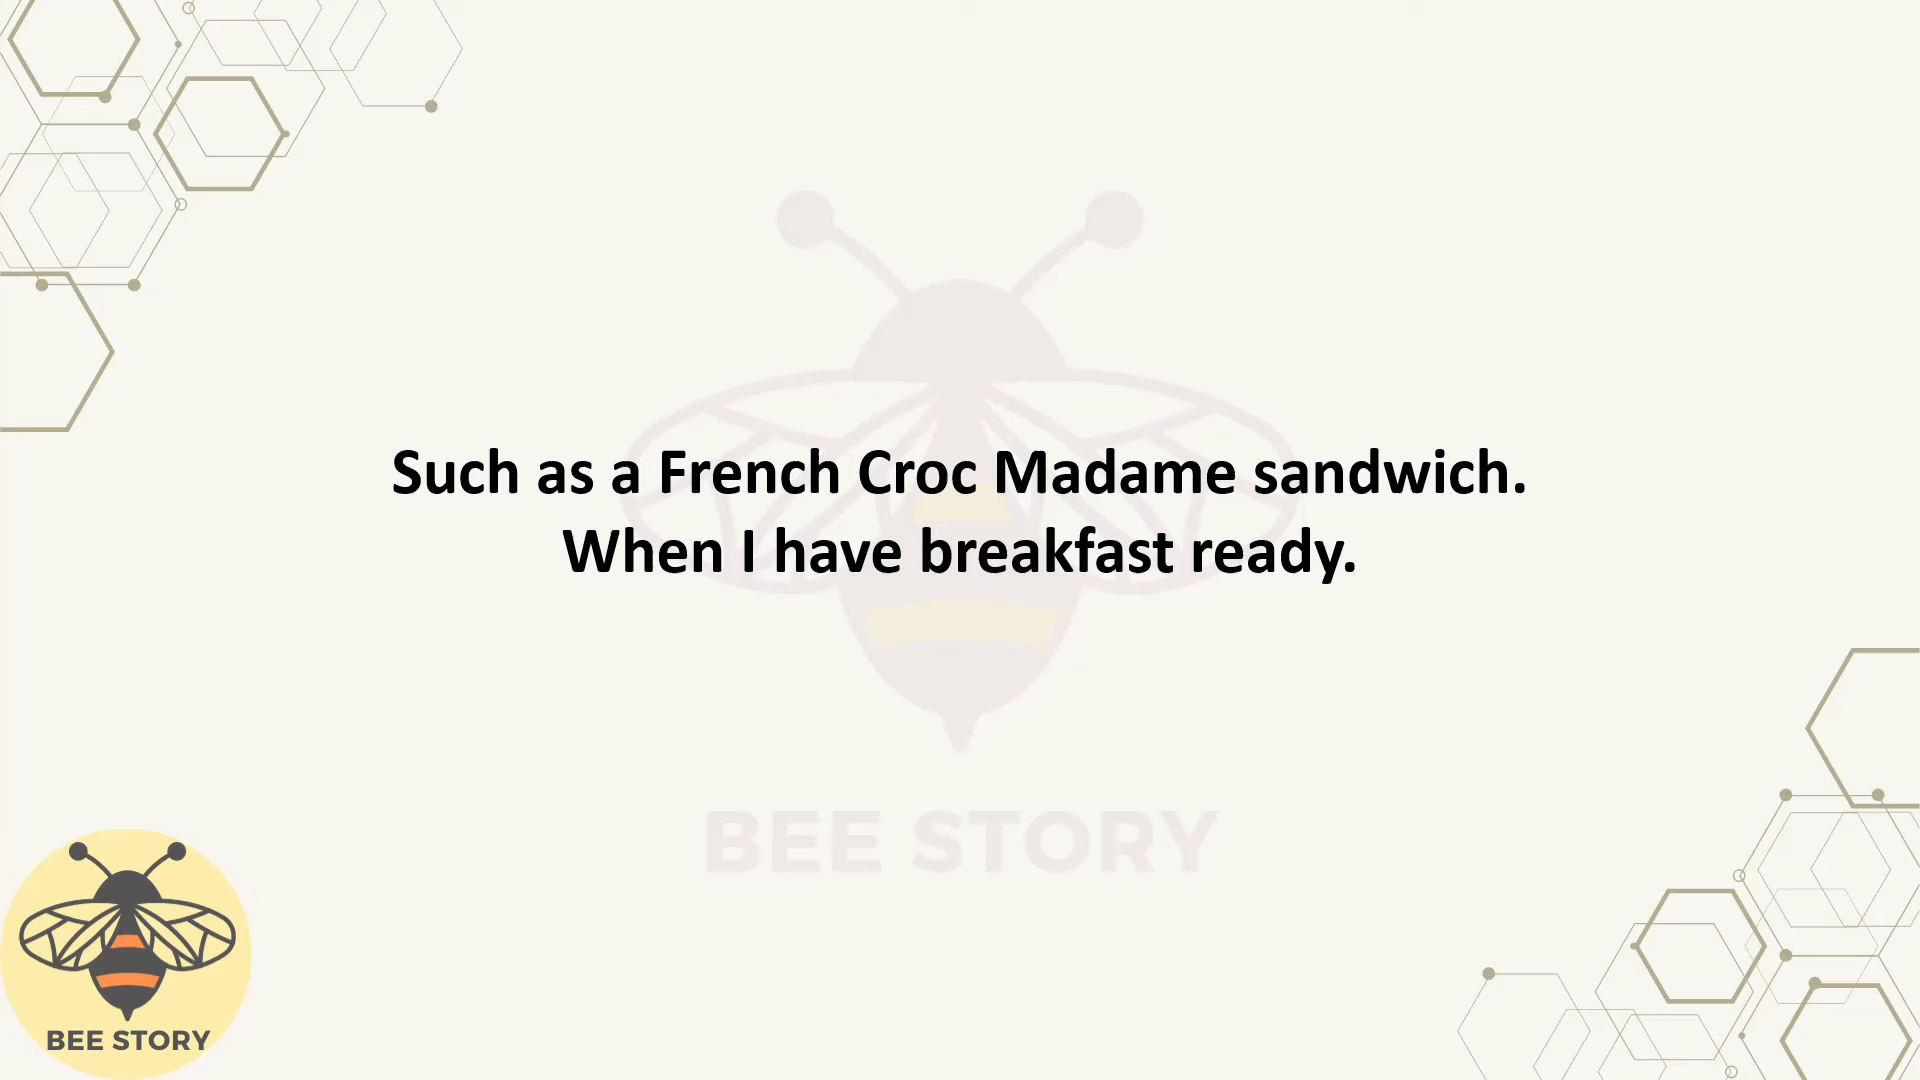 Such as a French Croc Madame sandwich.
When I have breakfast ready.
BEE STORY
BEE STORY